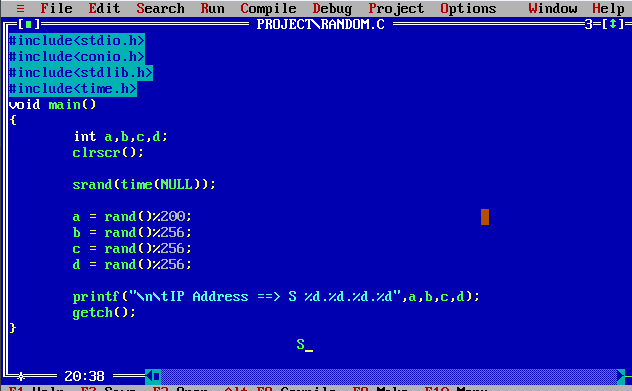 ≡ File Edit Search Run Compile Debug Project Options Window Help
[■] PROJECT\RANDOM.C 3=[↕]
#include<stdio.h>
#include<conio.h>
#include<stdlib.h>
#include<time.h>
void main()
{
int a,b,c,d;
clrscr();
srand(time(NULL));
a = rand()%200;
b = rand()%256;
c = rand()%256;
d = rand()%256;
printf("\n\tIP Address ==> S %d.%d.%d.%d",a,b,c,d);
getch();
}
S_
20:38